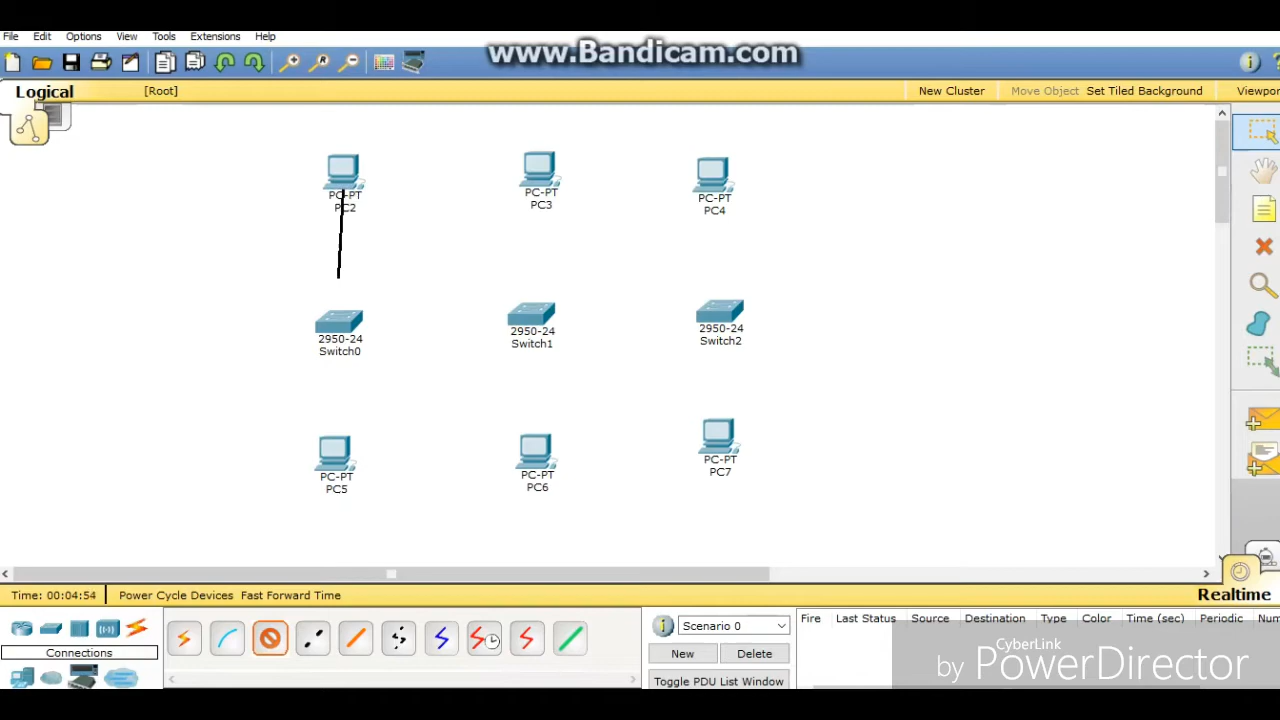 File Edit Options View Tools Extensions Help
www.Bandicam.com
Logical [Root] New Cluster Move Object Set Tiled Background Viewpor
PC-PT
PC2
PC-PT
PC3
PC-PT
PC4
2950-24
Switch0
2950-24
Switch1
2950-24
Switch2
PC-PT
PC5
PC-PT
PC6
PC-PT
PC7
Time: 00:04:54 Power Cycle Devices Fast Forward Time Realtime
Connections
Scenario 0
New Delete
Toggle PDU List Window
Fire Last Status Source Destination Type Color Time (sec) Periodic Num
CyberLink
by PowerDirector